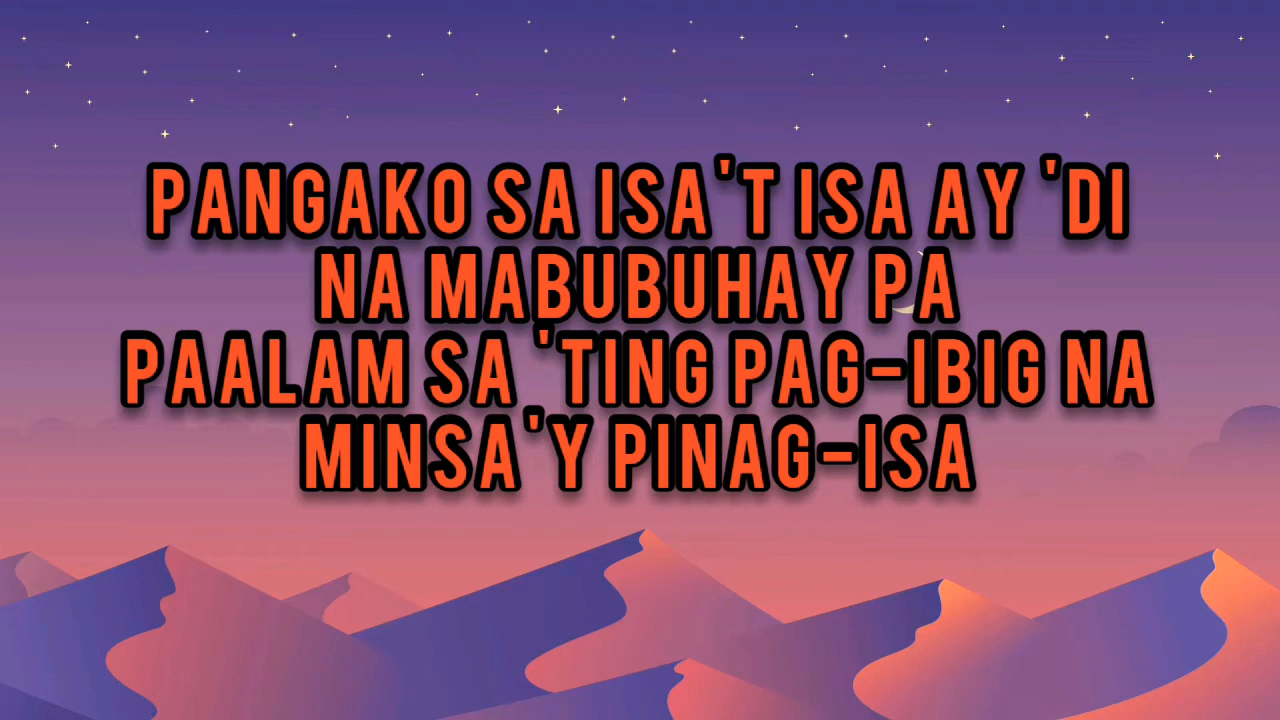 PANGAKO SA ISA'T ISA AY 'DI
NA MABUBUHAY PA
PAALAM SA 'TING PAG-IBIG NA
MINSA'Y PINAG-ISA